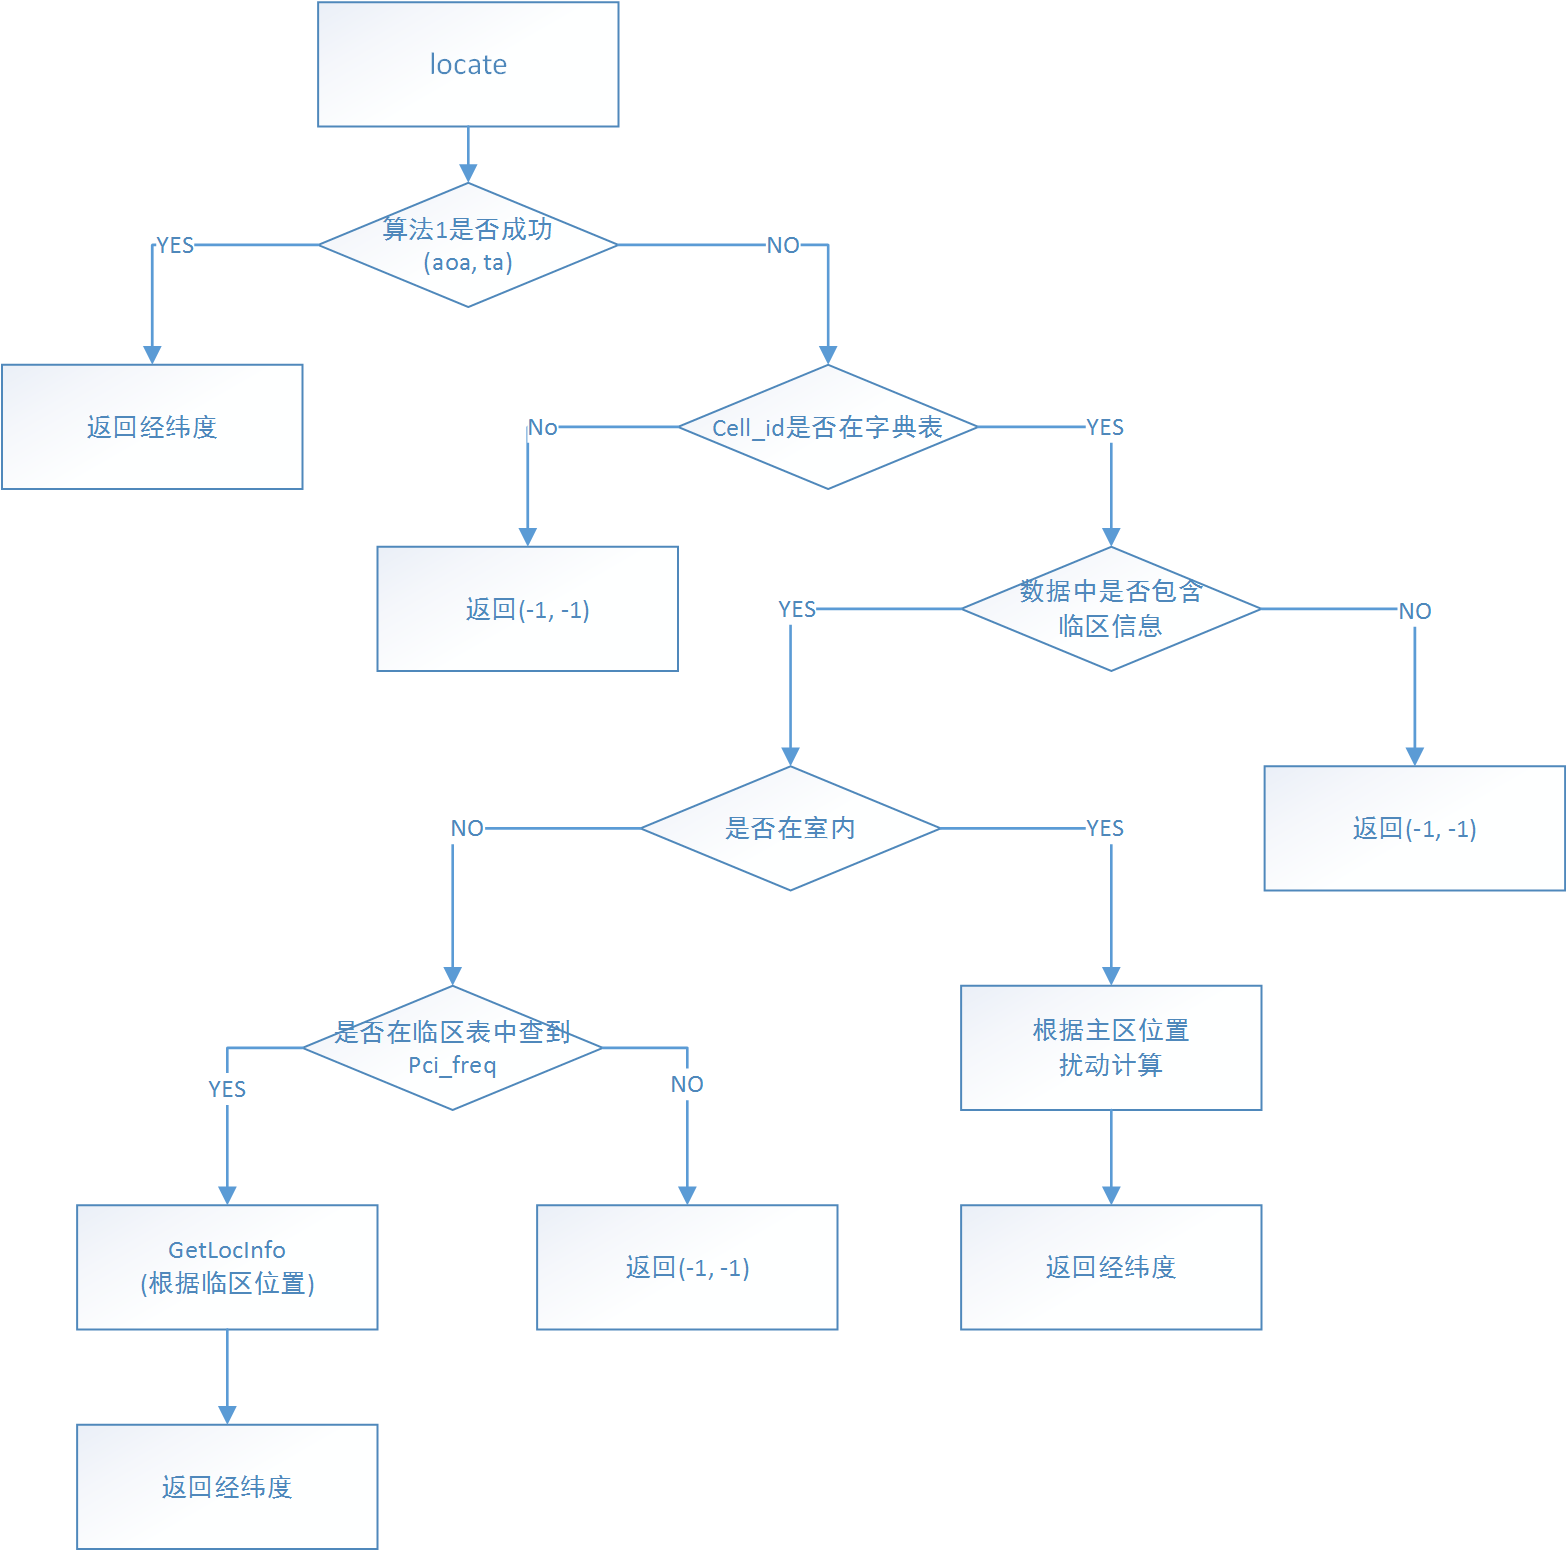 locate
算法1是否成功
(aoa, ta)
YES
NO
返回经纬度
No
Cell_id是否在字典表
YES
返回(-1, -1)
YES
数据中是否包含
临区信息
NO
NO
是否在室内
YES
返回(-1, -1)
是否在临区表中查到
Pci_freq
YES
NO
根据主区位置
扰动计算
GetLocInfo
(根据临区位置)
返回(-1, -1)
返回经纬度
返回经纬度